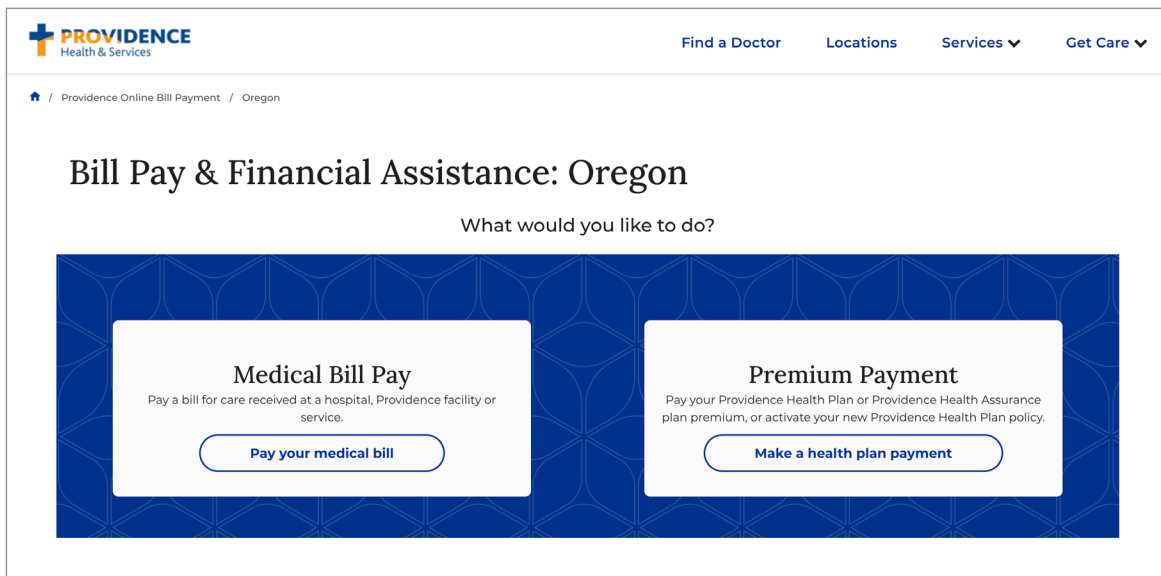 PROVIDENCE
Health & Services
Find a Doctor Locations Services Get Care
/ Providence Online Bill Payment / Oregon
Bill Pay & Financial Assistance: Oregon
What would you like to do?
Medical Bill Pay
Pay a bill for care received at a hospital, Providence facility or
service.
Pay your medical bill
Premium Payment
Pay your Providence Health Plan or Providence Health Assurance
plan premium, or activate your new Providence Health Plan policy.
Make a health plan payment